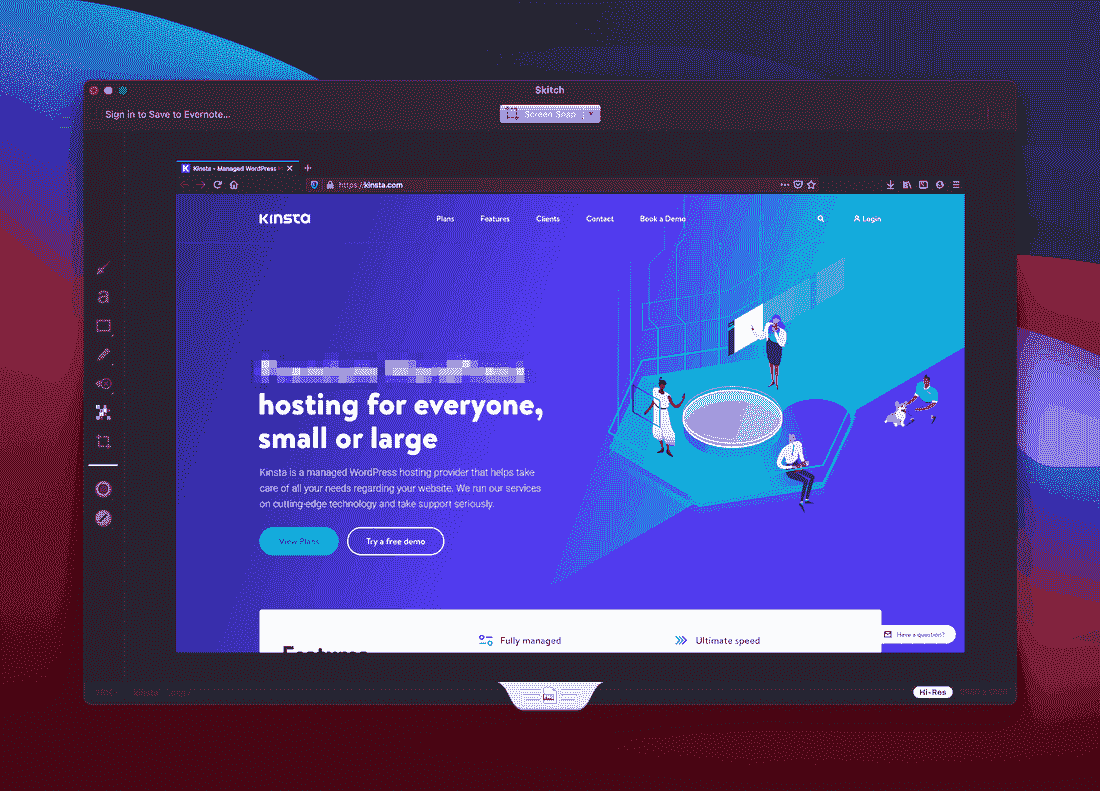 Skitch
Sign in to Save to Evernote...
Screen Snap
Kinsta - Managed WordPress
https://kinsta.com
KINSTA
Plans
Features
Clients
Contact
Book a Demo
Login
a
hosting for everyone,
small or large
Kinsta is a managed WordPress hosting provider that helps take
care of all your needs regarding your website. We run our services
on cutting-edge technology and take support seriously.
View Plans
Try a free demo
Features
Fully managed
Ultimate speed
Have a question?
kinsta
Hi-Res